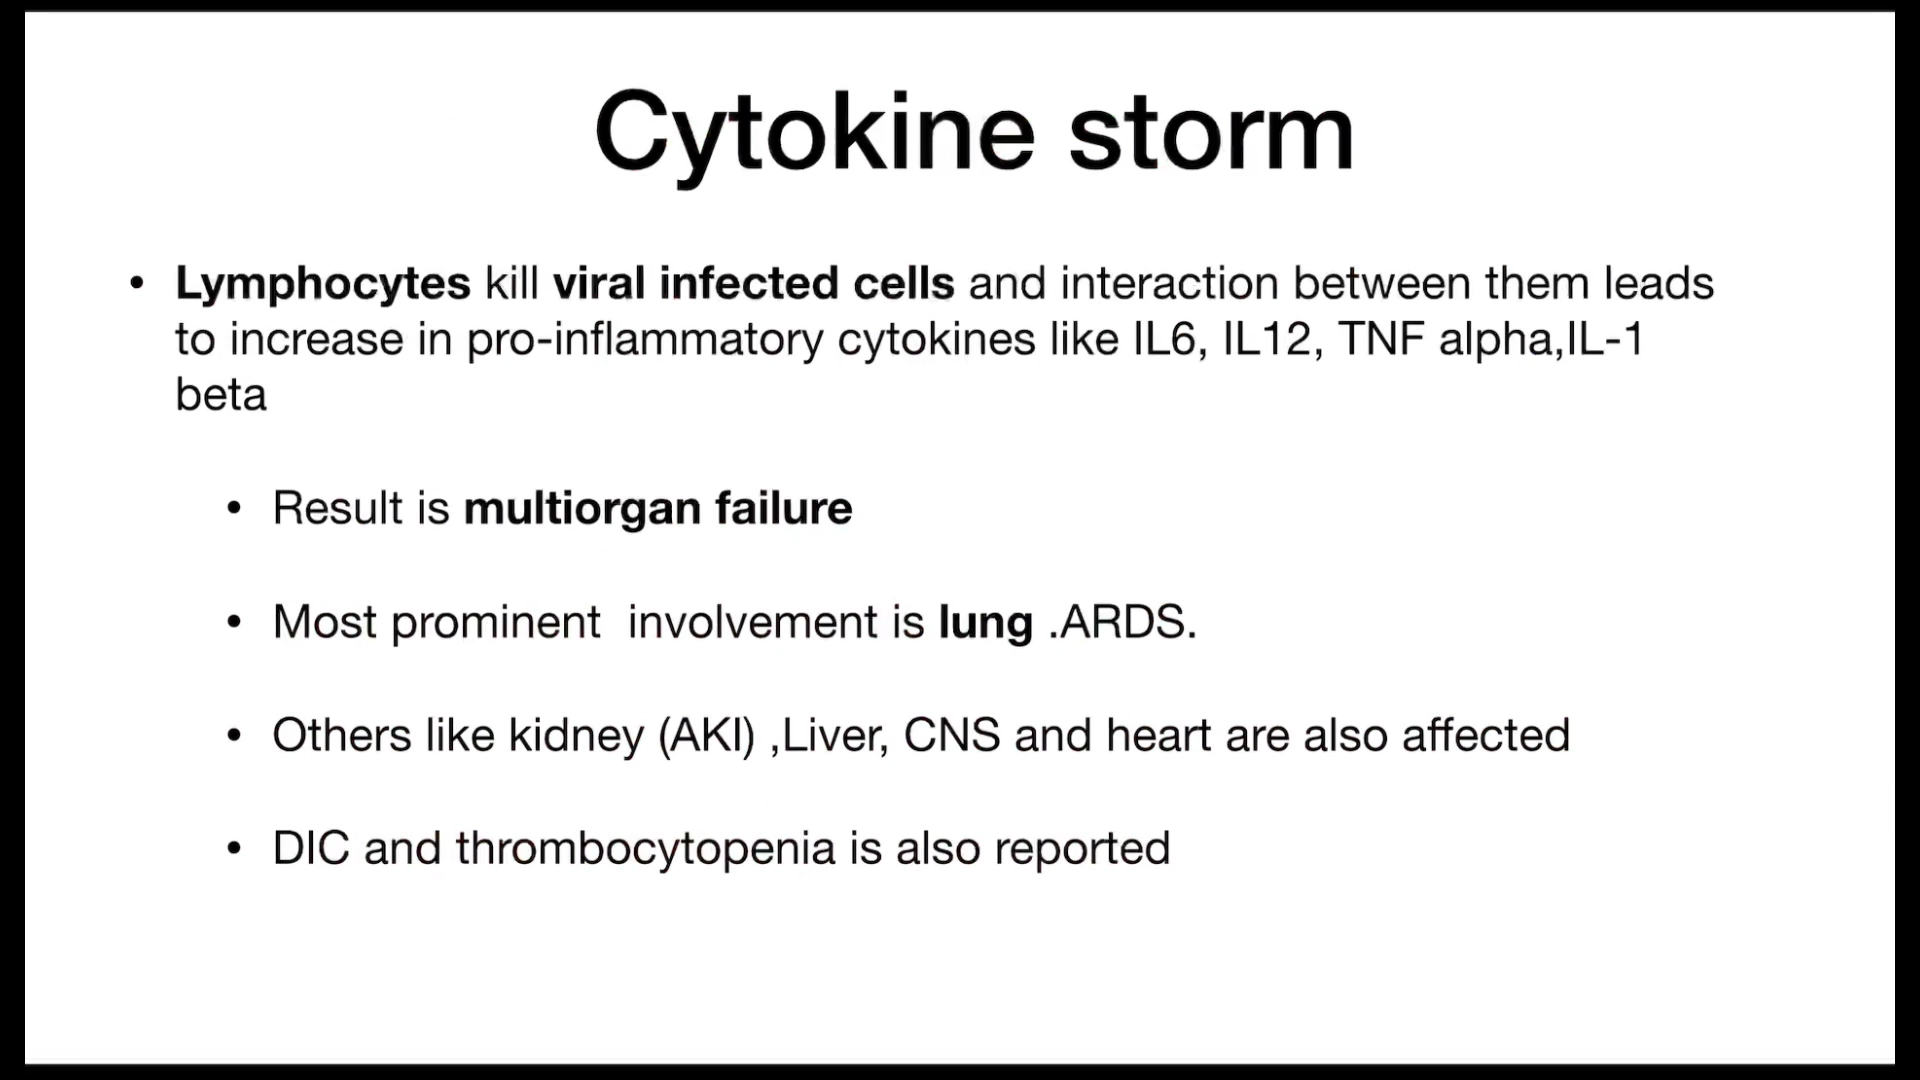 Cytokine storm
• Lymphocytes kill viral infected cells and interaction between them leads
to increase in pro-inflammatory cytokines like IL6, IL12, TNF alpha,IL-1
beta
• Result is multiorgan failure
• Most prominent  involvement is lung .ARDS.
• Others like kidney (AKI) ,Liver, CNS and heart are also affected
• DIC and thrombocytopenia is also reported